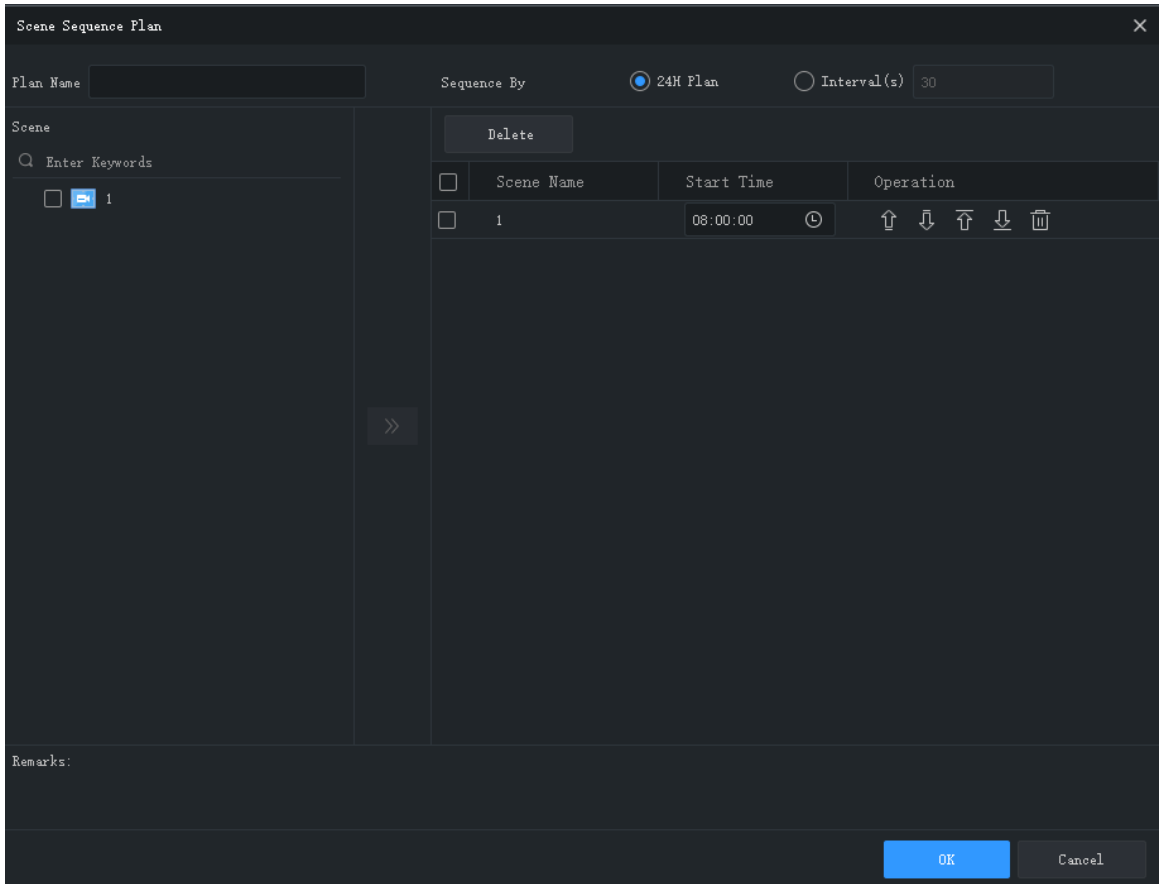 Scene Sequence Plan
Plan Name
Sequence By 24H Plan Interval(s) 30
Scene
Enter Keywords
1
Delete
Scene Name Start Time Operation
1 08:00:00
Remarks:
OK Cancel